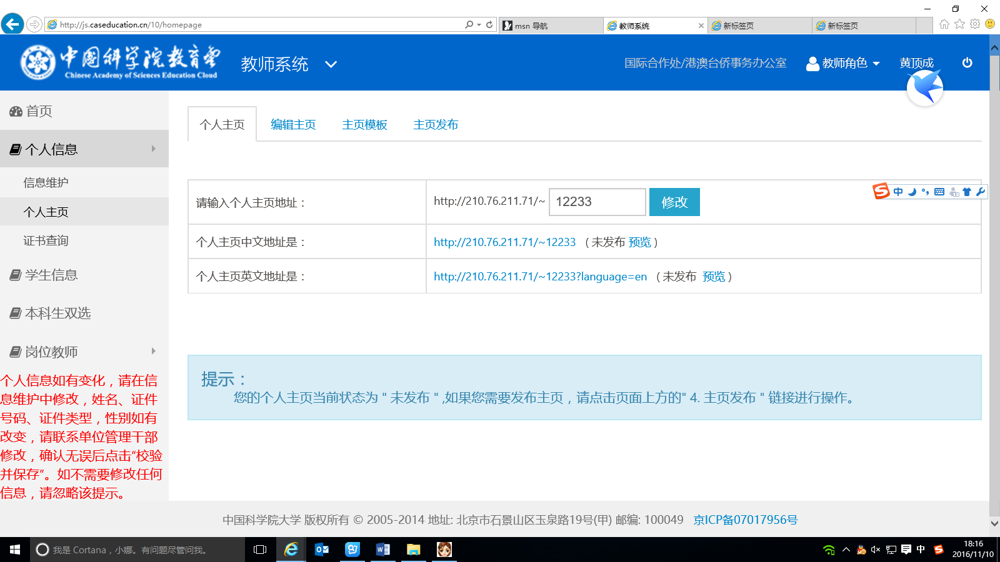 http://js.caseducation.cn/10/homepage
msn 导航
教师系统
新标签页
新标签页
中国科学院教育云
Chinese Academy of Sciences Education Cloud
教师系统
国际合作处/港澳台侨事务办公室
教师角色
黄顶成
首页
个人信息
信息维护
个人主页
证书查询
学生信息
本科生双选
岗位教师
个人信息如有变化，请在信
息维护中修改，姓名、证件
号码、证件类型，性别如有
改变，请联系单位管理干部
修改，确认无误后点击“校验
并保存”。如不需要修改任何
信息，请忽略该提示。
个人主页
编辑主页
主页模板
主页发布
请输入个人主页地址：
http://210.76.211.71/~ 12233 修改
个人主页中文地址是：
http://210.76.211.71/~12233 （未发布 预览）
个人主页英文地址是：
http://210.76.211.71/~12233?language=en （未发布 预览）
中
提示：
您的个人主页当前状态为 " 未发布 " ,如果您需要发布主页，请点击页面上方的" 4. 主页发布 " 链接进行操作。
中国科学院大学 版权所有 © 2005-2014 地址: 北京市石景山区玉泉路19号(甲) 邮编: 100049 京ICP备07017956号
我是 Cortana，小娜。有问题尽管问我。
中
18:16
2016/11/10